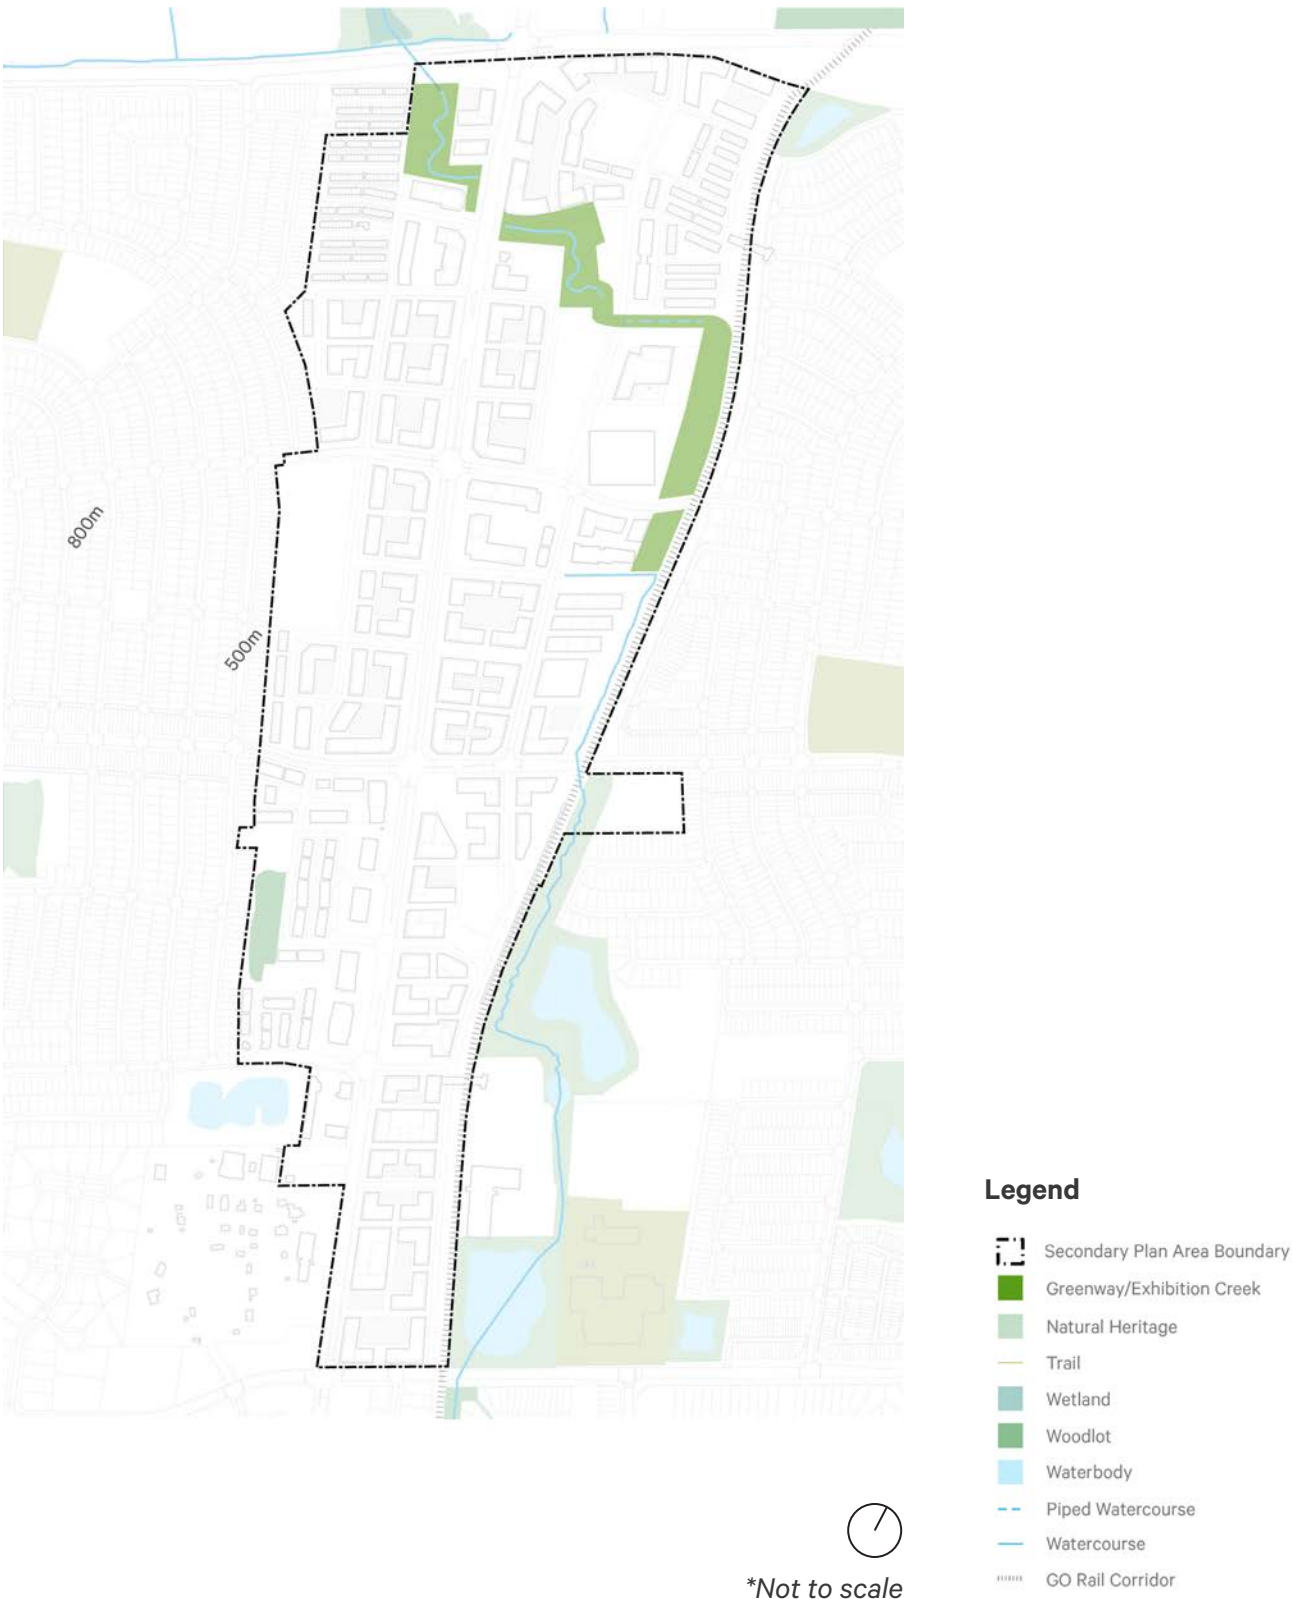 800m
500m
Legend
Secondary Plan Area Boundary
Greenway/Exhibition Creek
Natural Heritage
Trail
Wetland
Woodlot
Waterbody
Piped Watercourse
Watercourse
GO Rail Corridor
*Not to scale